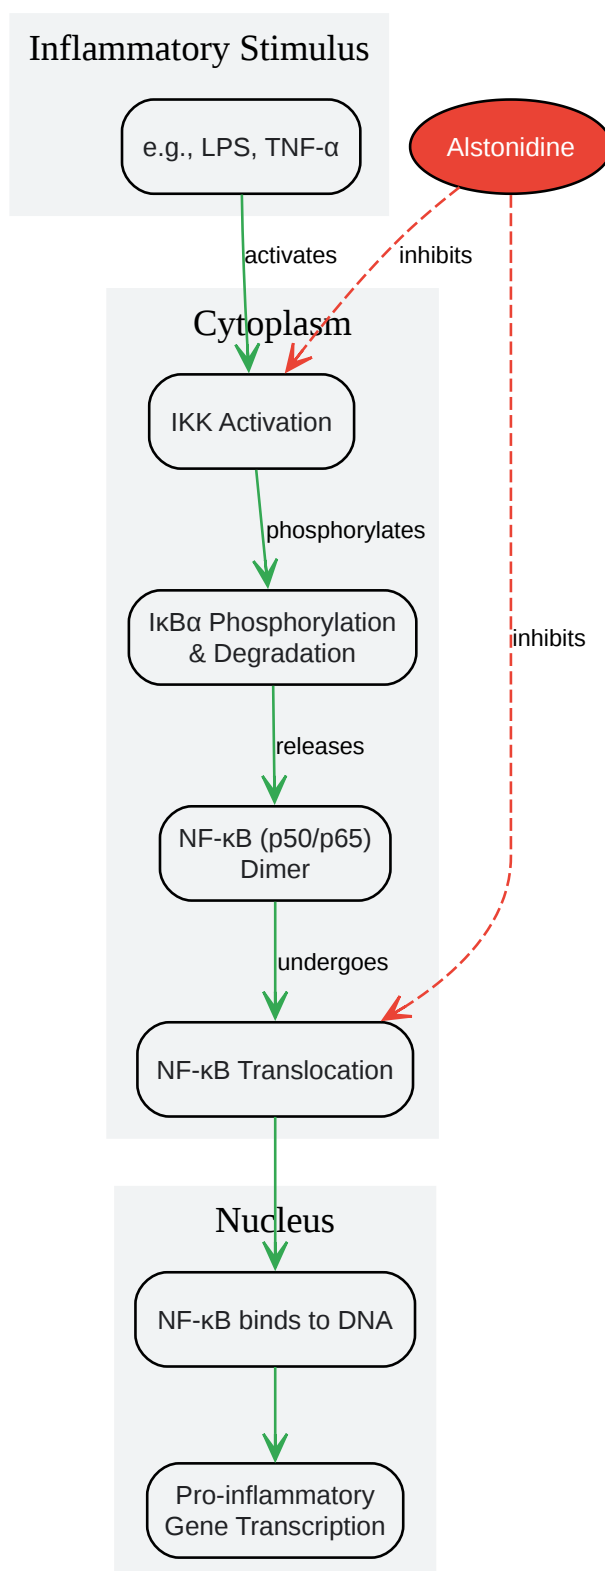 Inflammatory Stimulus
e.g., LPS, TNF-α
Alstonidine
activates
inhibits
Cytoplasm
IKK Activation
phosphorylates
IκBα Phosphorylation
& Degradation
inhibits
releases
NF-κB (p50/p65)
Dimer
undergoes
NF-κB Translocation
Nucleus
NF-κB binds to DNA
Pro-inflammatory
Gene Transcription